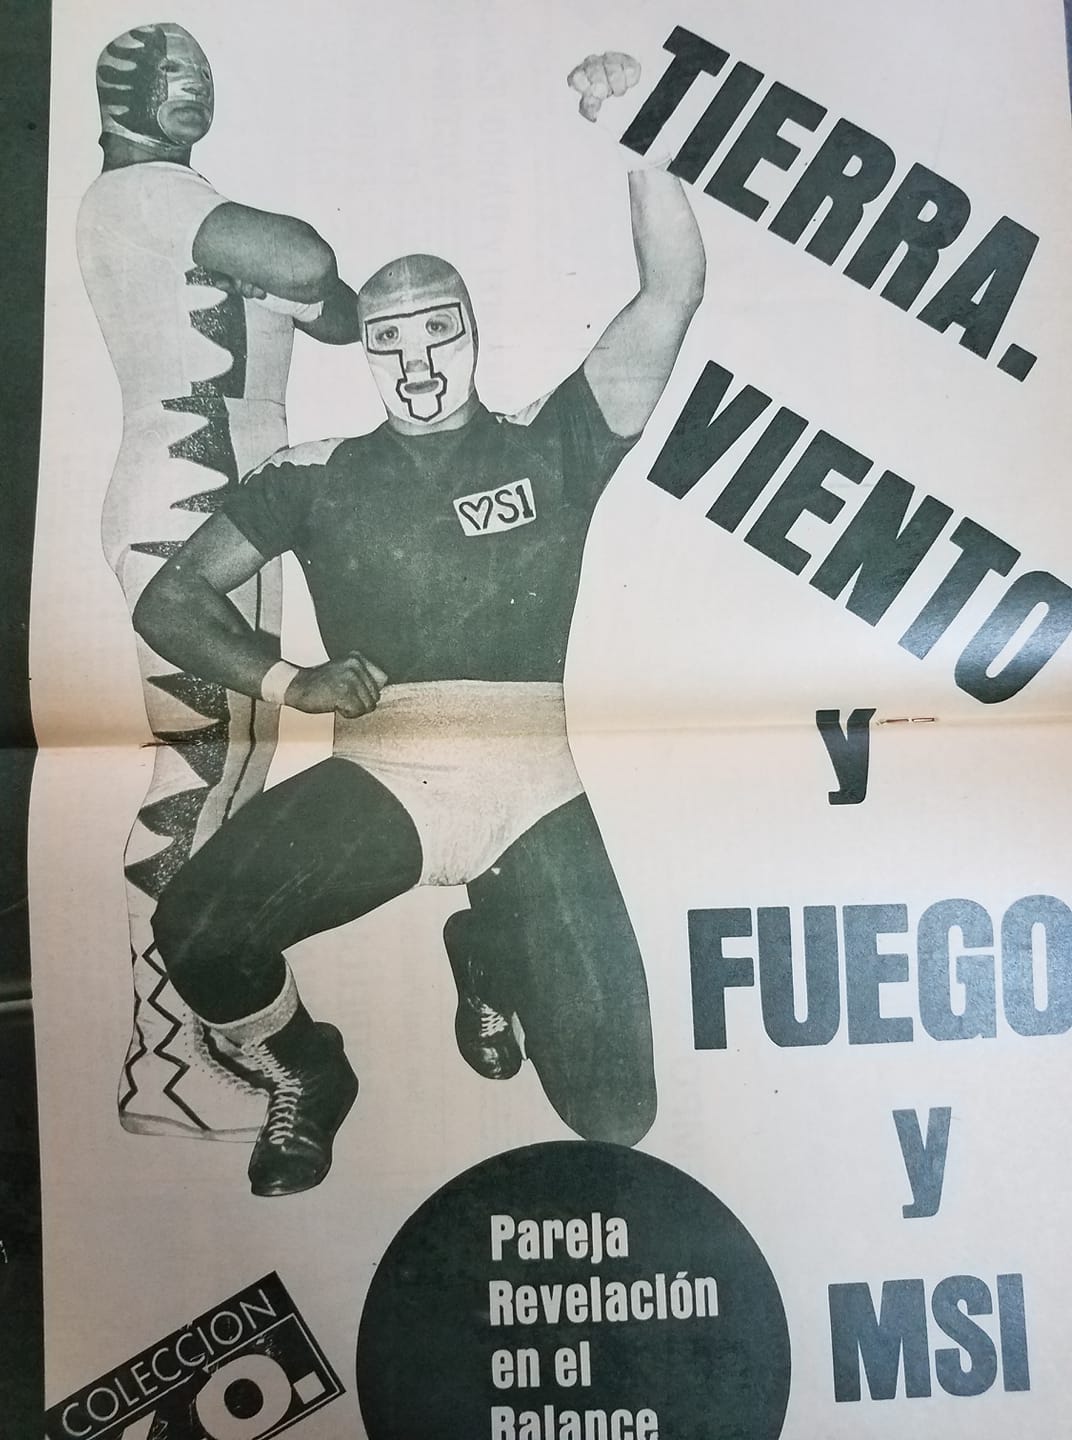 TIERRA.
VIENTO
y
FUEGO
y
MSI
MSI
Pareja
Revelación
en el
Balance
COLECCION
K.O.